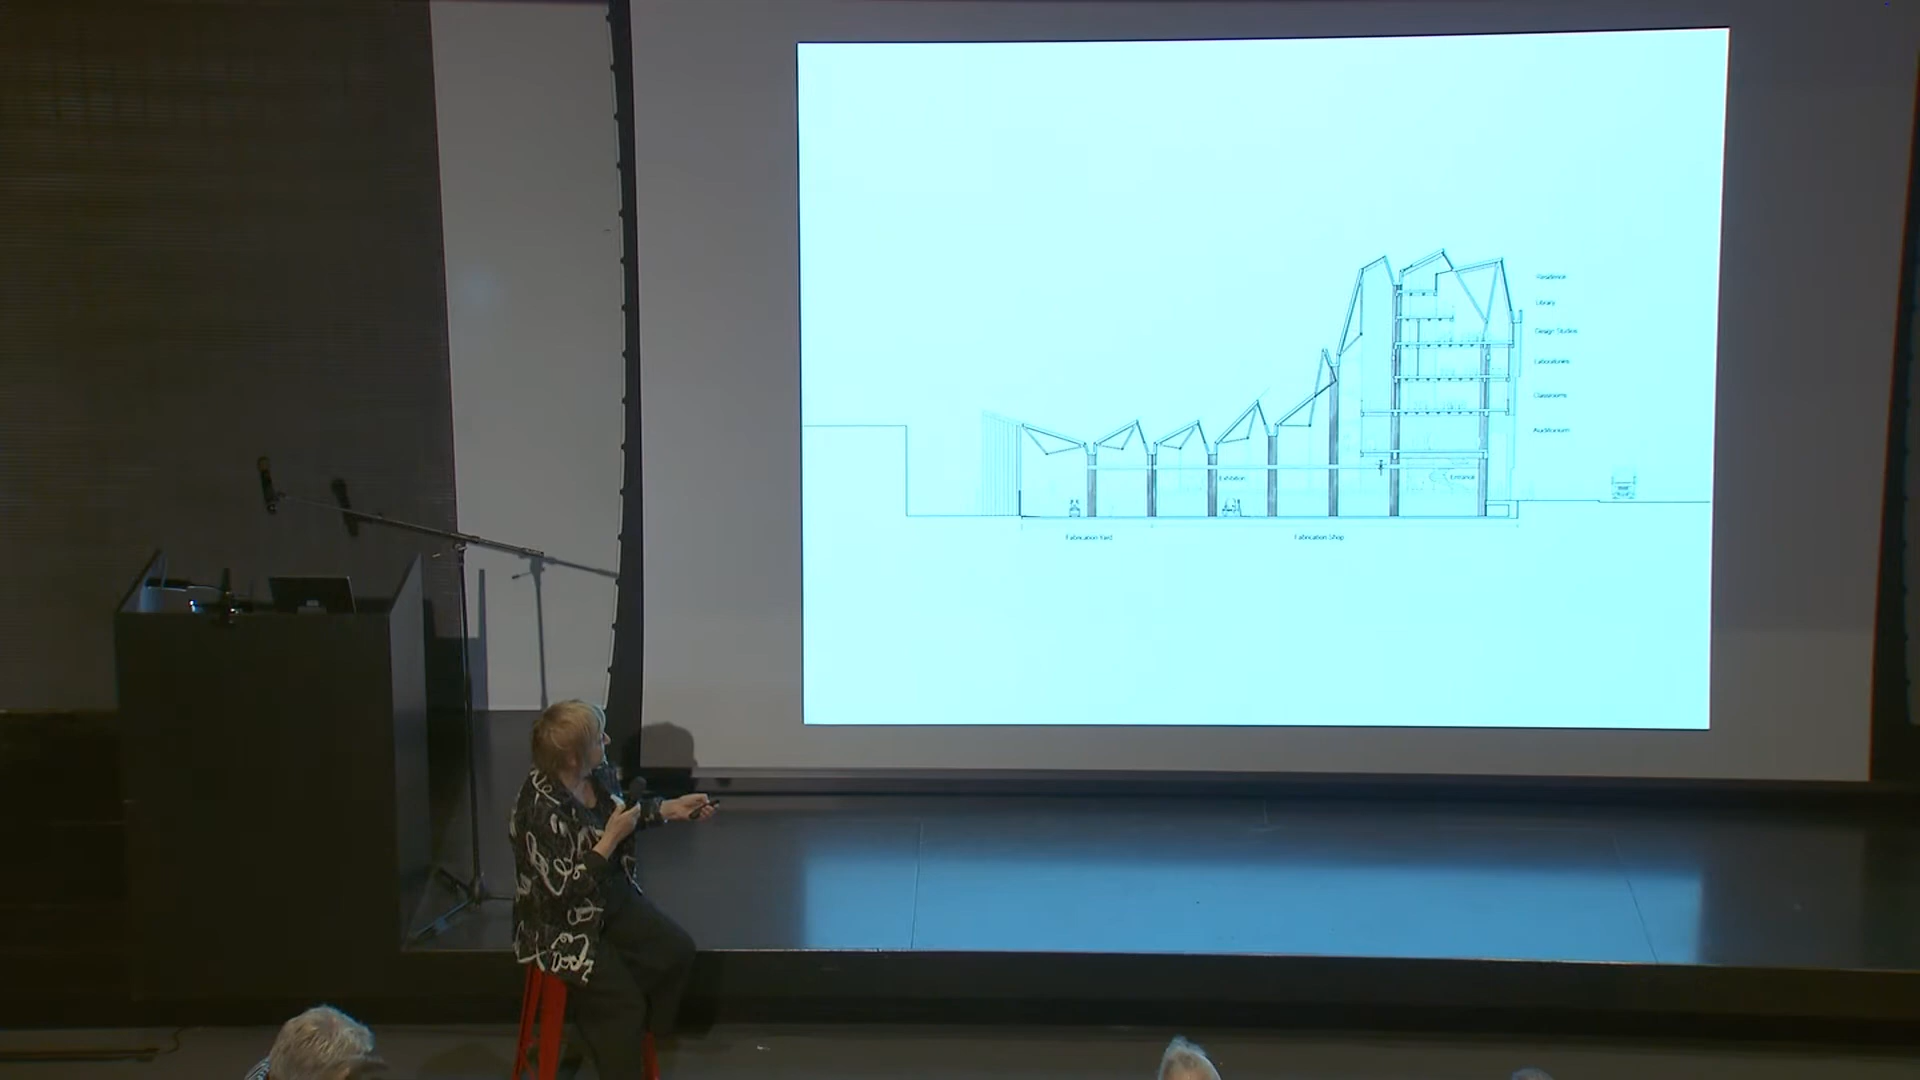 Residence
Library
Design Studios
Laboratories
Classrooms
Auditorium
Exhibition
Entrance
Fabrication Yard
Fabrication Shop